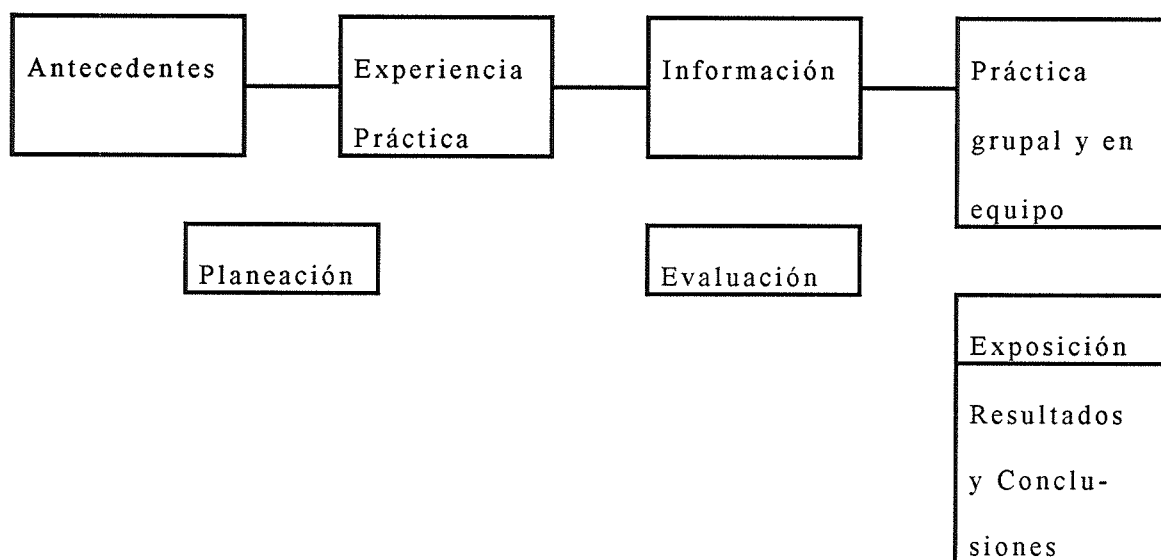 Antecedentes
Experiencia
Práctica
Información
Práctica
grupal y en
equipo
Planeación
Evaluación
Exposición
Resultados
y Conclu-
siones